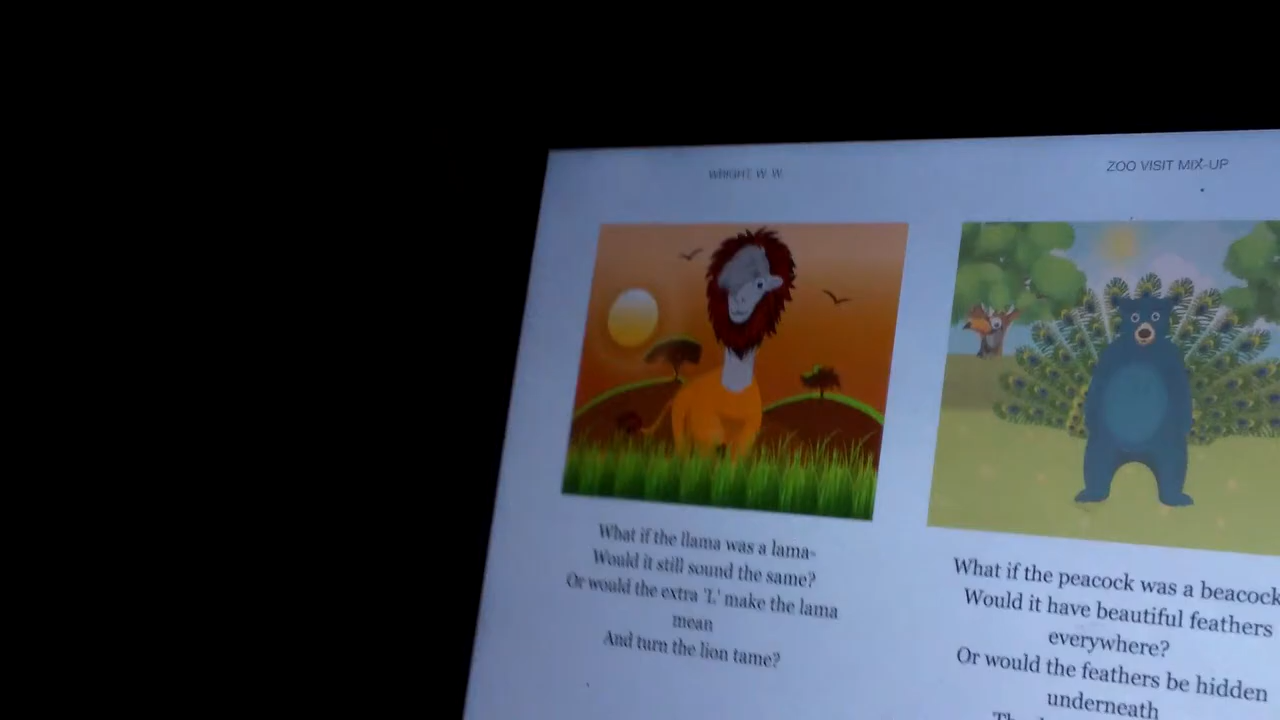 WRIGHT, W. W.
ZOO VISIT MIX-UP
What if the llama was a lama-
Would it still sound the same?
Or would the extra 'L' make the lama
mean
And turn the lion tame?
What if the peacock was a beacock
Would it have beautiful feathers
everywhere?
Or would the feathers be hidden
underneath